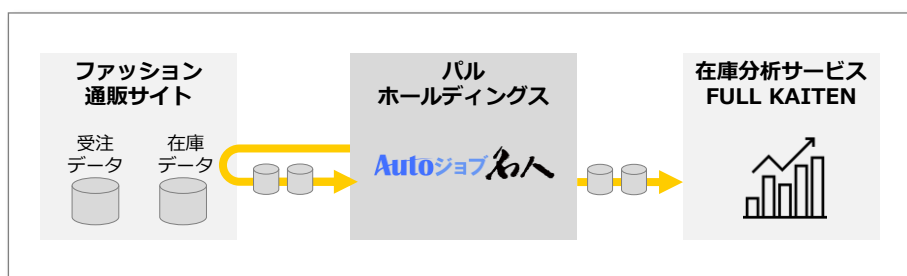 ファッション
通販サイト
受注
データ
在庫
データ
パル
ホールディングス
Autoジョブ名人
在庫分析サービス
FULL KAITEN